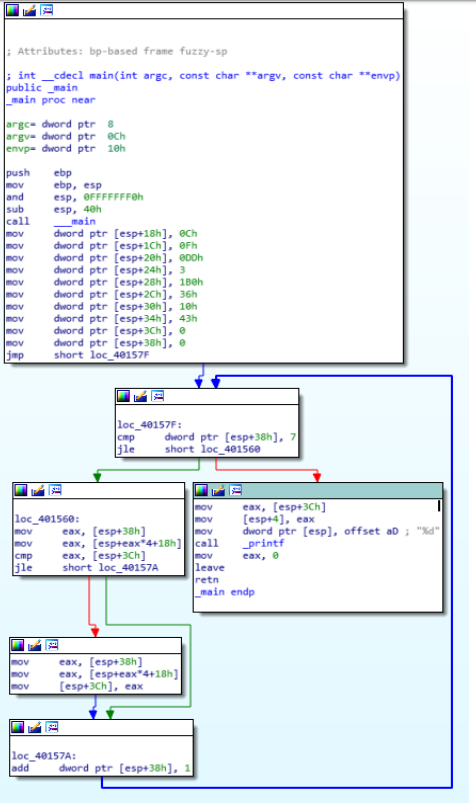 ; Attributes: bp-based frame fuzzy-sp
; int __cdecl main(int argc, const char **argv, const char **envp)
public _main
_main proc near
argc= dword ptr  8
argv= dword ptr  0Ch
envp= dword ptr  10h
push    ebp
mov     ebp, esp
and     esp, 0FFFFFFF0h
sub     esp, 40h
call    ___main
mov     dword ptr [esp+18h], 0Ch
mov     dword ptr [esp+1Ch], 0Fh
mov     dword ptr [esp+20h], 0DDh
mov     dword ptr [esp+24h], 3
mov     dword ptr [esp+28h], 1B0h
mov     dword ptr [esp+2Ch], 36h
mov     dword ptr [esp+30h], 10h
mov     dword ptr [esp+34h], 43h
mov     dword ptr [esp+3Ch], 0
mov     dword ptr [esp+38h], 0
jmp     short loc_40157F
loc_40157F:
cmp     dword ptr [esp+38h], 7
jle     short loc_401560
loc_401560:
mov     eax, [esp+38h]
mov     eax, [esp+eax*4+18h]
cmp     eax, [esp+3Ch]
jle     short loc_40157A
mov     eax, [esp+3Ch]
mov     [esp+4], eax
mov     dword ptr [esp], offset aD ; "%d"
call    _printf
mov     eax, 0
leave
retn
_main endp
mov     eax, [esp+38h]
mov     eax, [esp+eax*4+18h]
mov     [esp+3Ch], eax
loc_40157A:
add     dword ptr [esp+38h], 1